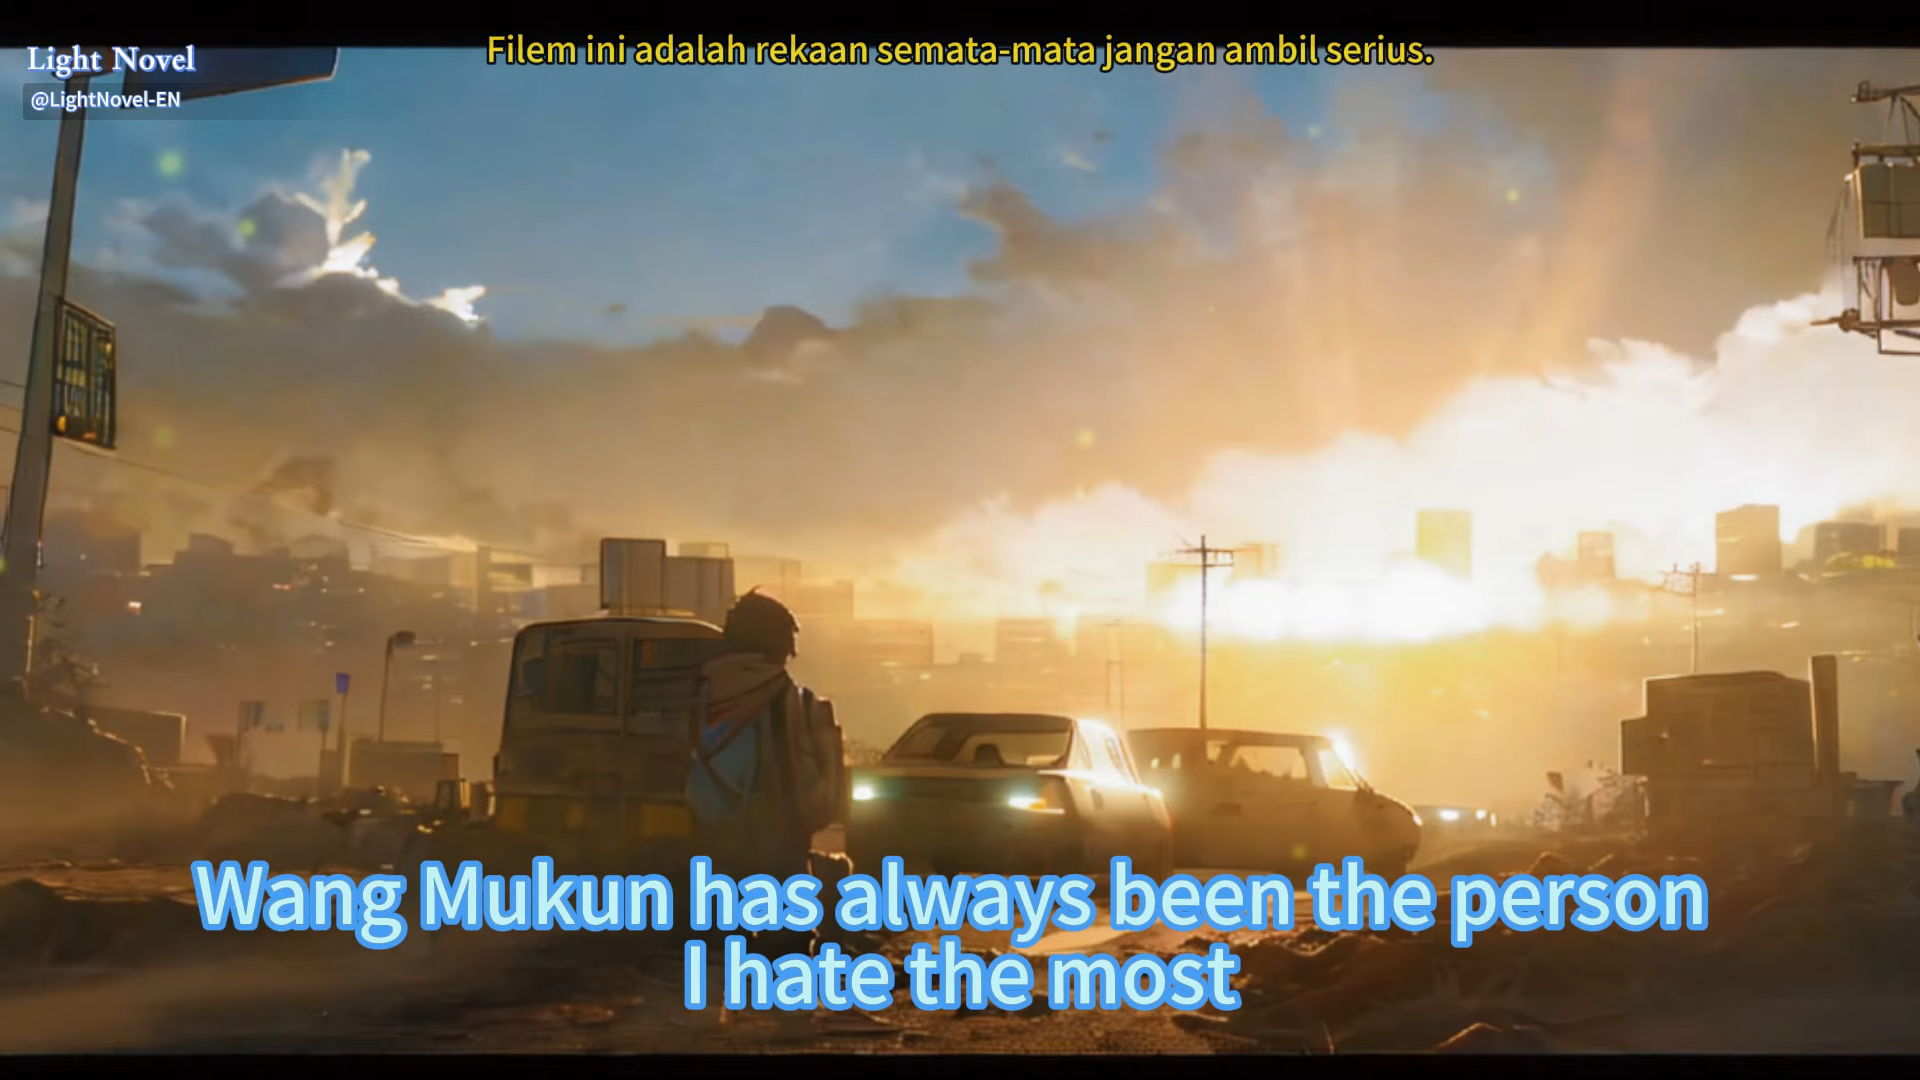 Light Novel
@LightNovel-EN
Filem ini adalah rekaan semata-mata jangan ambil serius.
Wang Mukun has always been the person
I hate the most